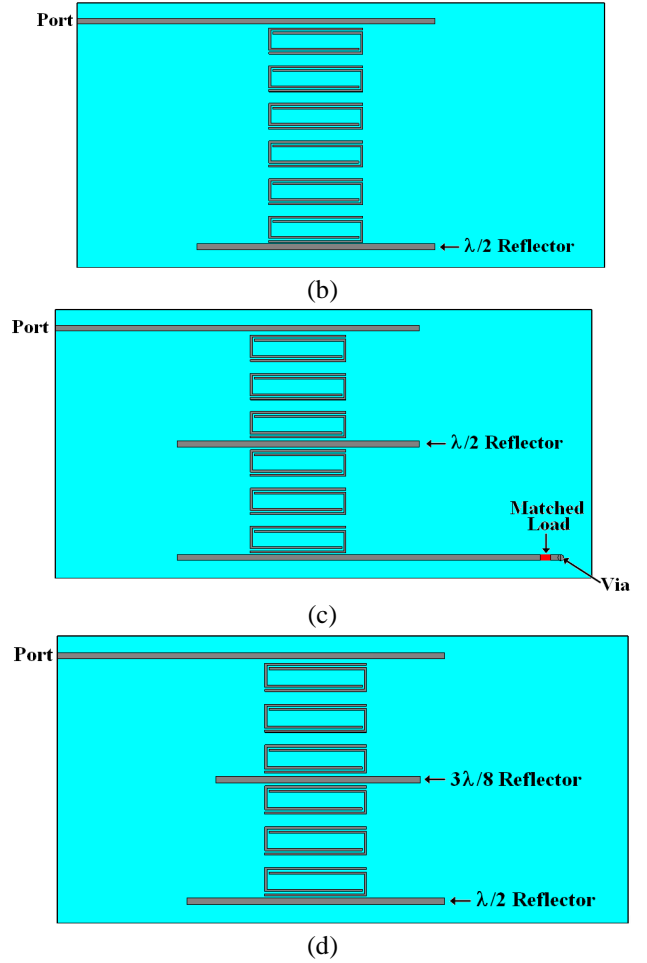 Port
λ/2 Reflector
(b)
Port
λ/2 Reflector
Matched
Load
Via
(c)
Port
3λ/8 Reflector
λ/2 Reflector
(d)